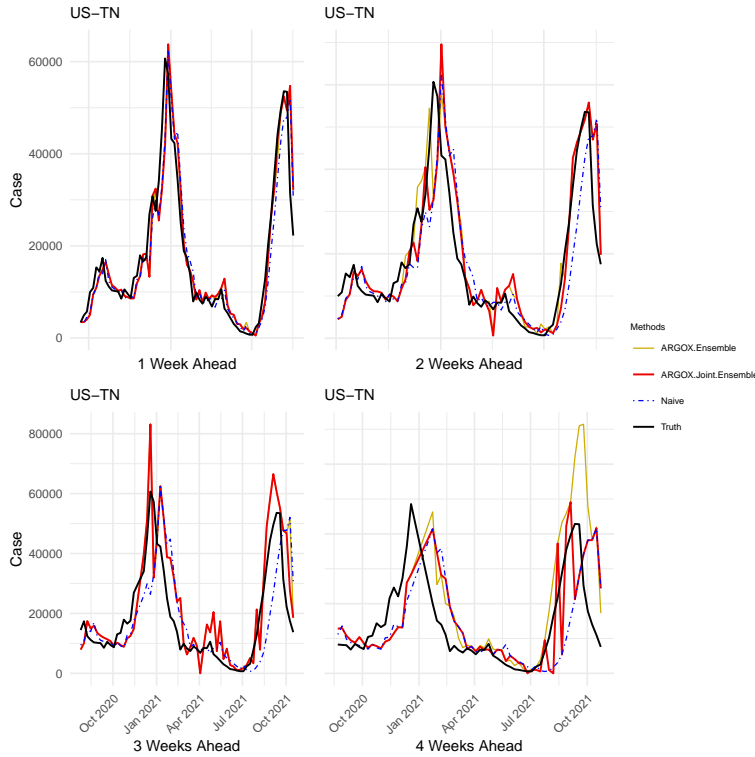 US−TN
US−TN
60000
40000
20000
0
Case
1 Week Ahead
2 Weeks Ahead
Methods
ARGOX.Ensemble
ARGOX.Joint.Ensemble
Naive
Truth
US−TN
US−TN
80000
60000
40000
20000
0
Case
Oct 2020
Jan 2021
Apr 2021
Jul 2021
Oct 2021
Oct 2020
Jan 2021
Apr 2021
Jul 2021
Oct 2021
3 Weeks Ahead
4 Weeks Ahead